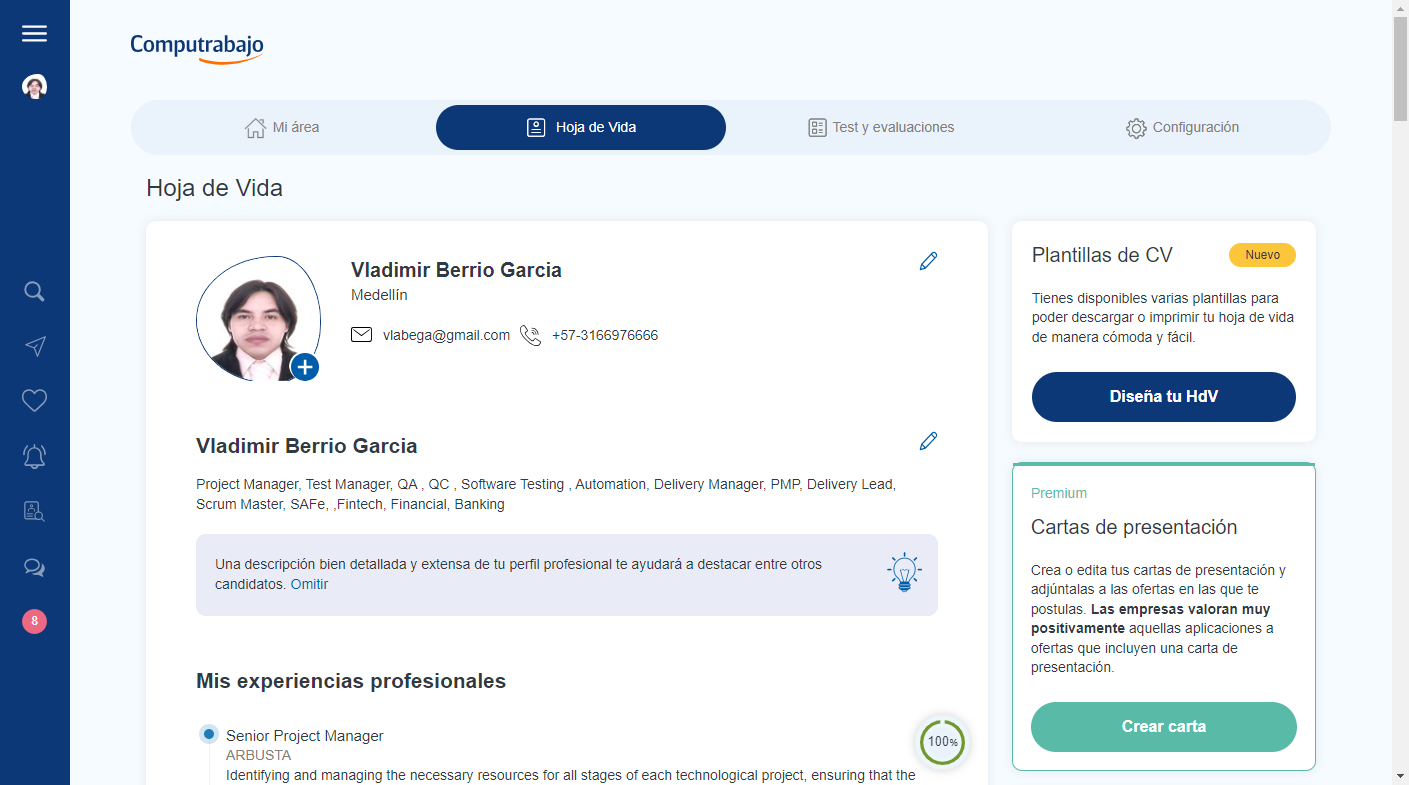 Computrabajo
Mi área
Hoja de Vida
Test y evaluaciones
Configuración
Hoja de Vida
Vladimir Berrio Garcia
Medellín
vlabega@gmail.com
+57-3166976666
Vladimir Berrio Garcia
Project Manager, Test Manager, QA , QC , Software Testing , Automation, Delivery Manager, PMP, Delivery Lead,
Scrum Master, SAFe, ,Fintech, Financial, Banking
Una descripción bien detallada y extensa de tu perfil profesional te ayudará a destacar entre otros
candidatos. Omitir
Mis experiencias profesionales
Senior Project Manager
ARBUSTA
Identifying and managing the necessary resources for all stages of each technological project, ensuring that the
100%
8
Plantillas de CV
Nuevo
Tienes disponibles varias plantillas para
poder descargar o imprimir tu hoja de vida
de manera cómoda y fácil.
Diseña tu HdV
Premium
Cartas de presentación
Crea o edita tus cartas de presentación y
adjúntalas a las ofertas en las que te
postulas. Las empresas valoran muy
positivamente aquellas aplicaciones a
ofertas que incluyen una carta de
presentación.
Crear carta